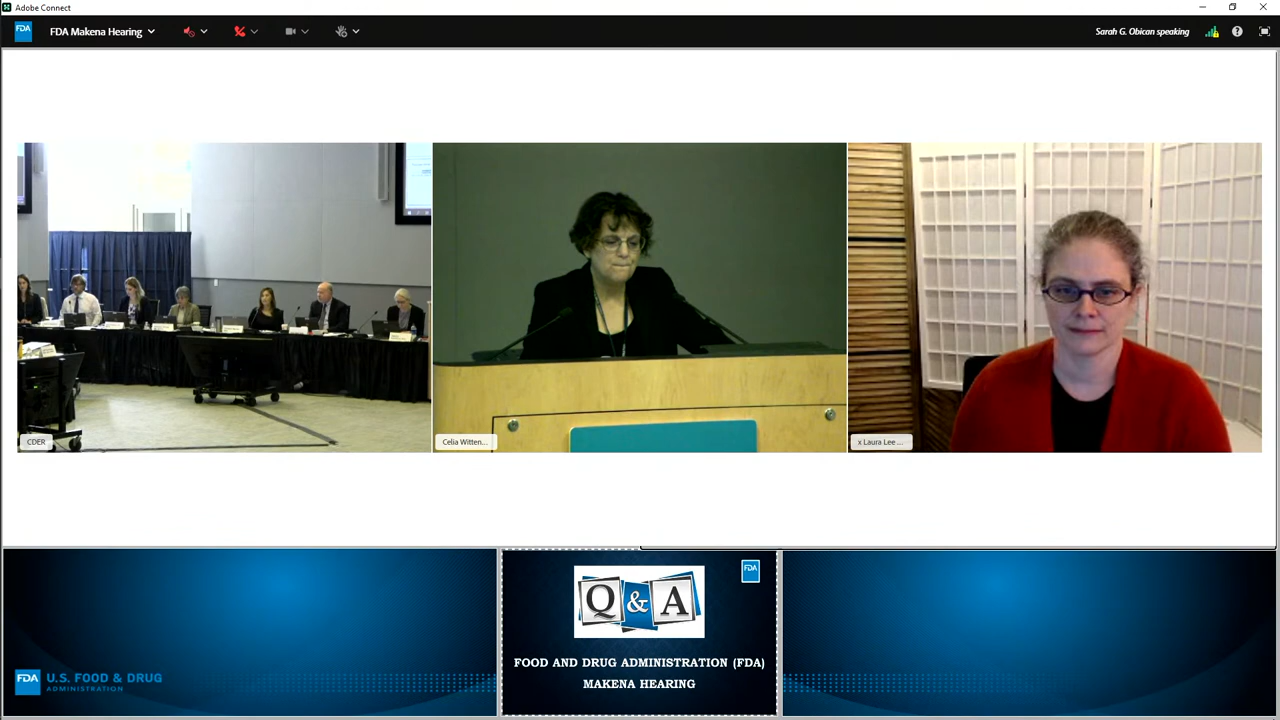 Adobe Connect
FDA
FDA Makena Hearing
Sarah G. Obican speaking
CDER
Celia Witten...
x Laura Lee ...
Q & A
FDA
FOOD AND DRUG ADMINISTRATION (FDA)
MAKENA HEARING
FDA
U.S. FOOD & DRUG
ADMINISTRATION